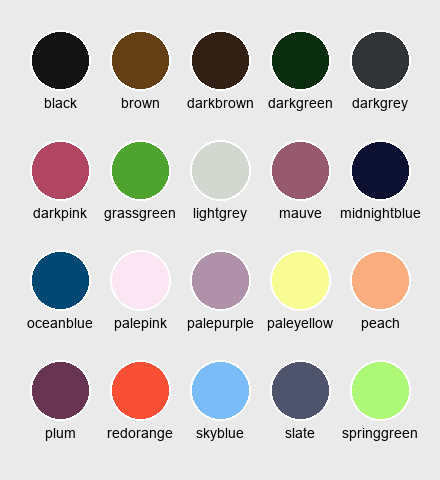 black brown darkbrown darkgreen darkgrey
darkpink grassgreen lightgrey mauve midnightblue
oceanblue palepink palepurple paleyellow peach
plum redorange skyblue slate springgreen